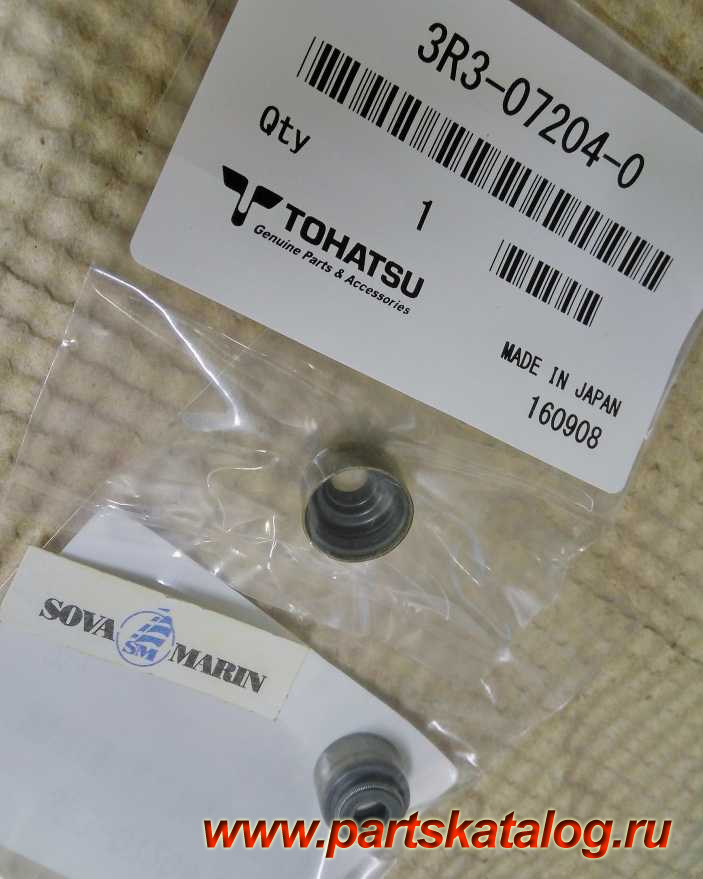 3R3-07204-0
Qty
1
TOHATSU
Genuine Parts & Accessories
MADE IN JAPAN
160908
SOVA
SM
MARIN
www.partskatalog.ru